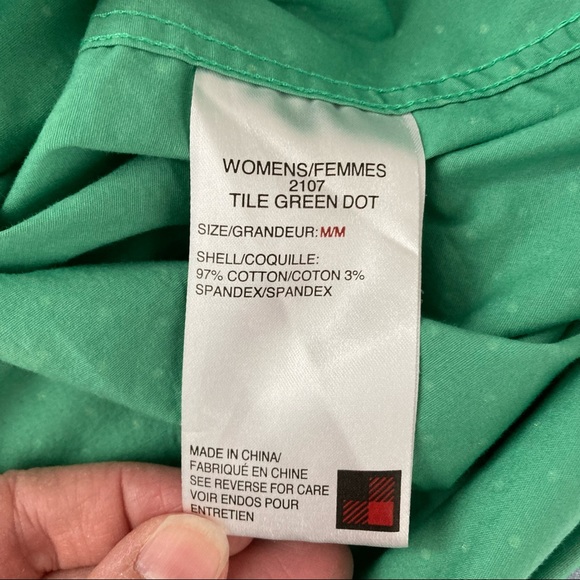 WOMENS/FEMMES
2107
TILE GREEN DOT
SIZE/GRANDEUR: M/M
SHELL/COQUILLE:
97% COTTON/COTON 3%
SPANDEX/SPANDEX
MADE IN CHINA/
FABRIQUÉ EN CHINE
SEE REVERSE FOR CARE
VOIR ENDOS POUR
ENTRETIEN